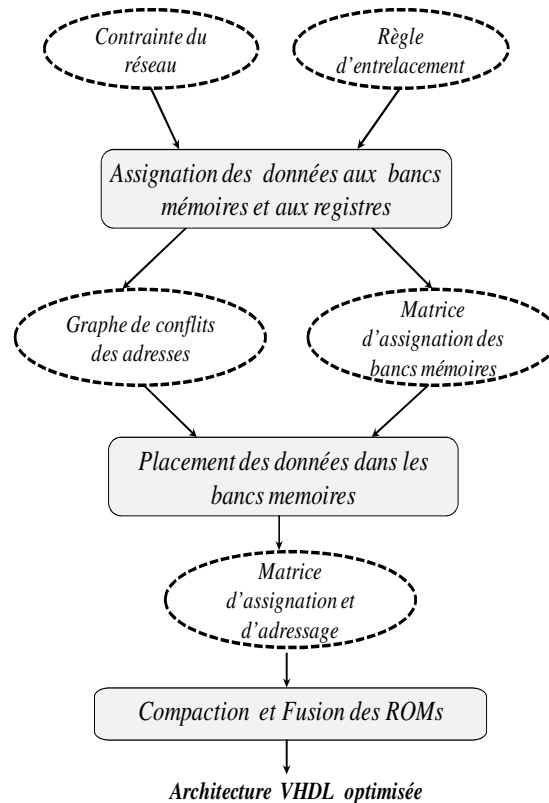 Contrainte du
réseau
Règle
d'entrelacement
Assignation des données aux bancs
mémoires et aux registres
Graphe de conflits
des adresses
Matrice
d'assignation des
bancs mémoires
Placement des données dans les
bancs memoires
Matrice
d'assignation et
d'adressage
Compaction et Fusion des ROMs
Architecture VHDL optimisée